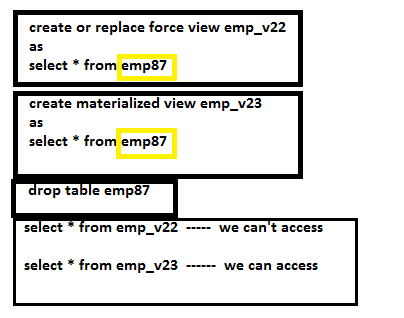 create or replace force view emp_v22
as
select * from emp87
create materialized view emp_v23
as
select * from emp87
drop table emp87
select * from emp_v22 ----- we can't access
select * from emp_v23 ------ we can access